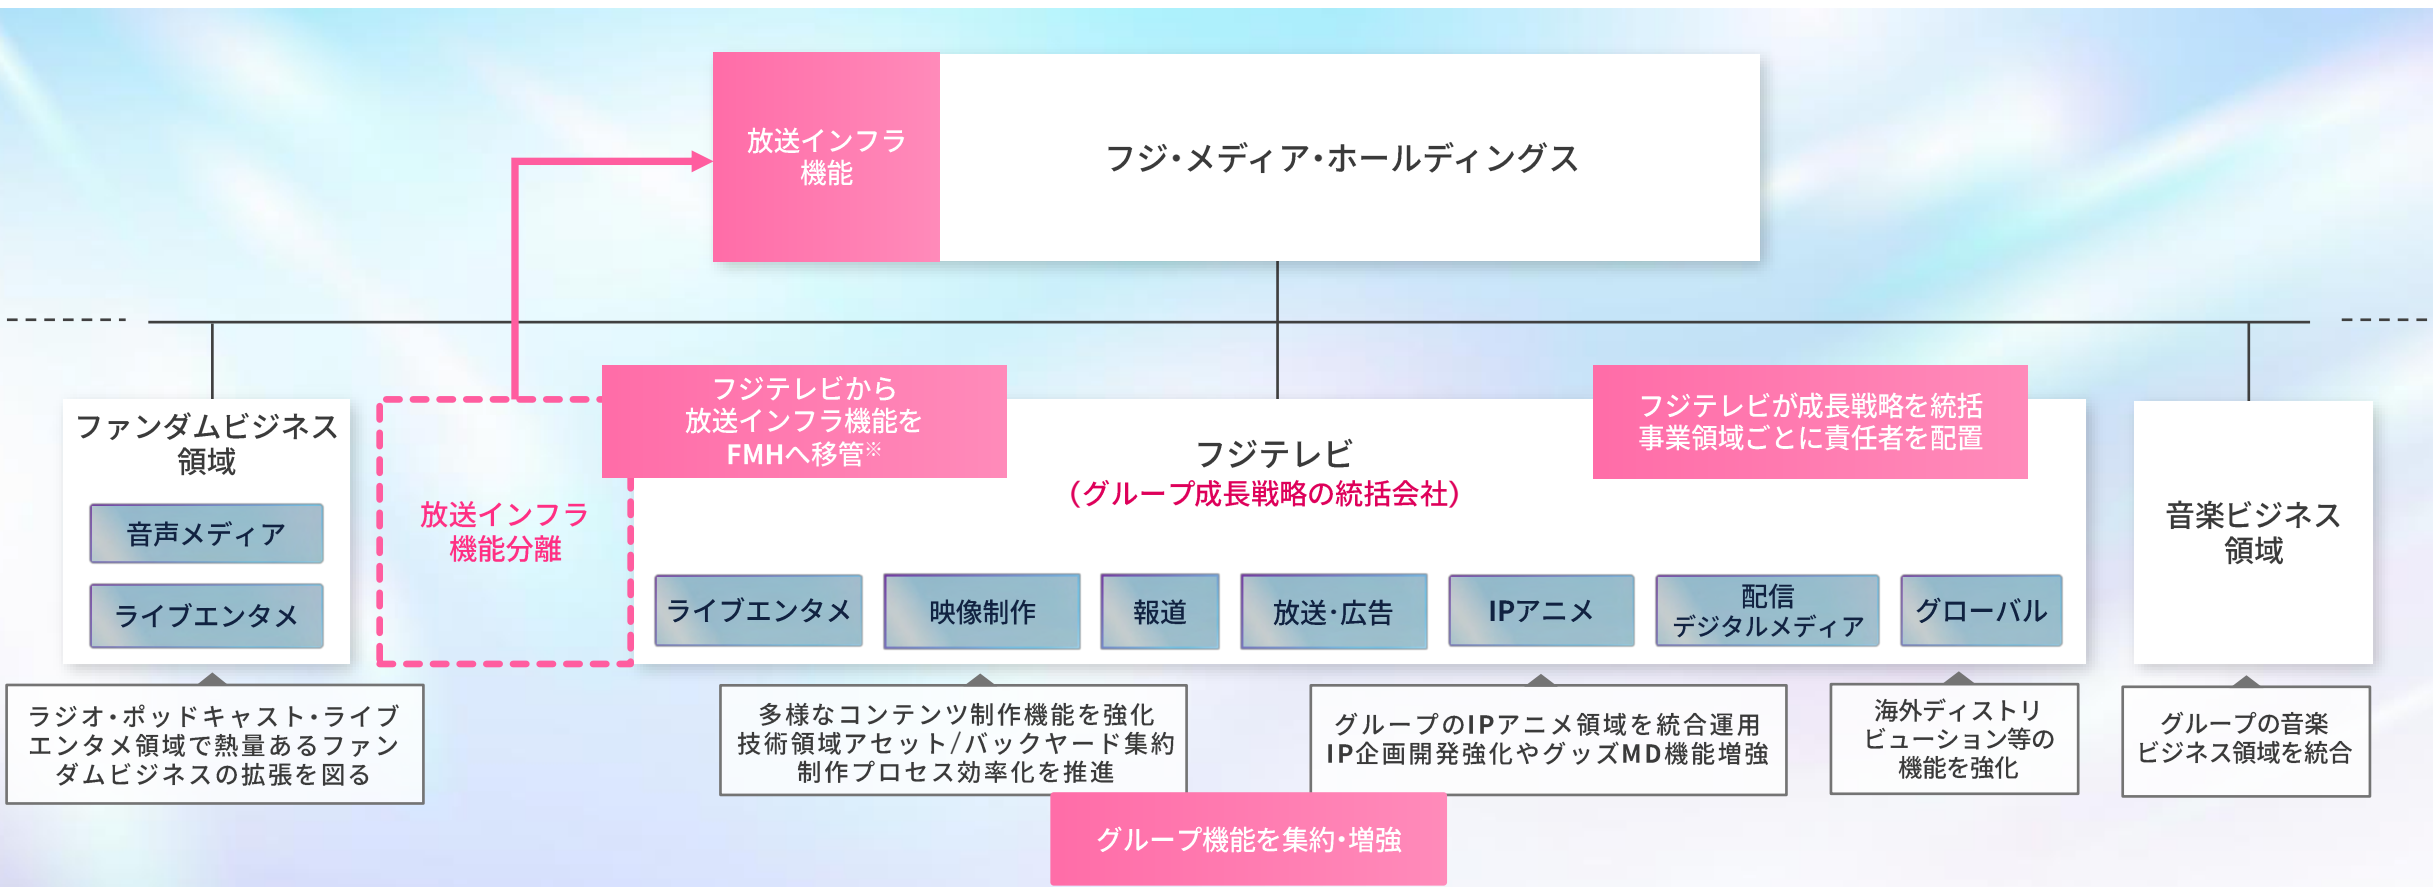 放送インフラ
機能
フジ・メディア・ホールディングス
ファンダムビジネス
領域
音声メディア
ライブエンタメ
放送インフラ
機能分離
フジテレビから
放送インフラ機能を
FMHへ移管※
フジテレビ
（グループ成長戦略の統括会社）
フジテレビが成長戦略を統括
事業領域ごとに責任者を配置
ライブエンタメ
映像制作
報道
放送・広告
IPアニメ
配信
デジタルメディア
グローバル
音楽ビジネス
領域
ラジオ・ポッドキャスト・ライブ
エンタメ領域で熱量あるファン
ダムビジネスの拡張を図る
多様なコンテンツ制作機能を強化
技術領域アセット/バックヤード集約
制作プロセス効率化を推進
グループのIPアニメ領域を統合運用
IP企画開発強化やグッズMD機能増強
海外ディストリ
ビューション等の
機能を強化
グループの音楽
ビジネス領域を統合
グループ機能を集約・増強